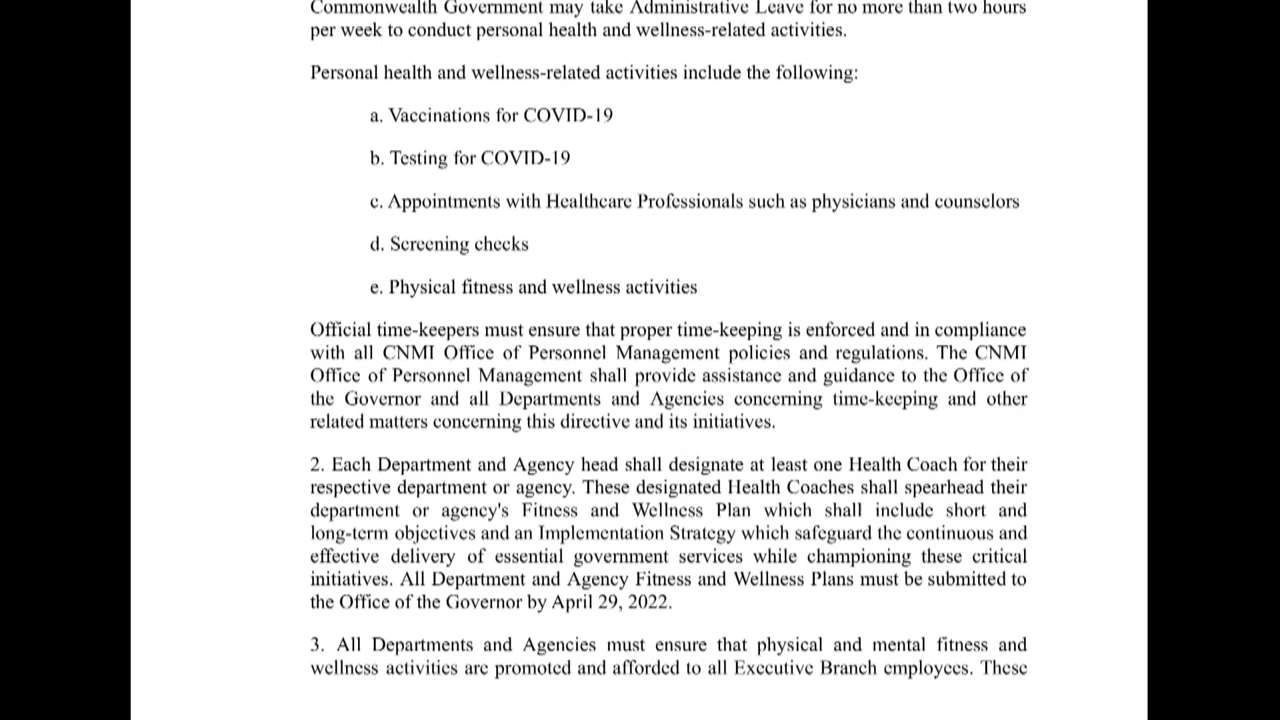 Commonwealth Government may take Administrative Leave for no more than two hours
per week to conduct personal health and wellness-related activities.
Personal health and wellness-related activities include the following:
a. Vaccinations for COVID-19
b. Testing for COVID-19
c. Appointments with Healthcare Professionals such as physicians and counselors
d. Screening checks
e. Physical fitness and wellness activities
Official time-keepers must ensure that proper time-keeping is enforced and in compliance
with all CNMI Office of Personnel Management policies and regulations. The CNMI
Office of Personnel Management shall provide assistance and guidance to the Office of
the Governor and all Departments and Agencies concerning time-keeping and other
related matters concerning this directive and its initiatives.
2. Each Department and Agency head shall designate at least one Health Coach for their
respective department or agency. These designated Health Coaches shall spearhead their
department or agency's Fitness and Wellness Plan which shall include short and
long-term objectives and an Implementation Strategy which safeguard the continuous and
effective delivery of essential government services while championing these critical
initiatives. All Department and Agency Fitness and Wellness Plans must be submitted to
the Office of the Governor by April 29, 2022.
3. All Departments and Agencies must ensure that physical and mental fitness and
wellness activities are promoted and afforded to all Executive Branch employees. These